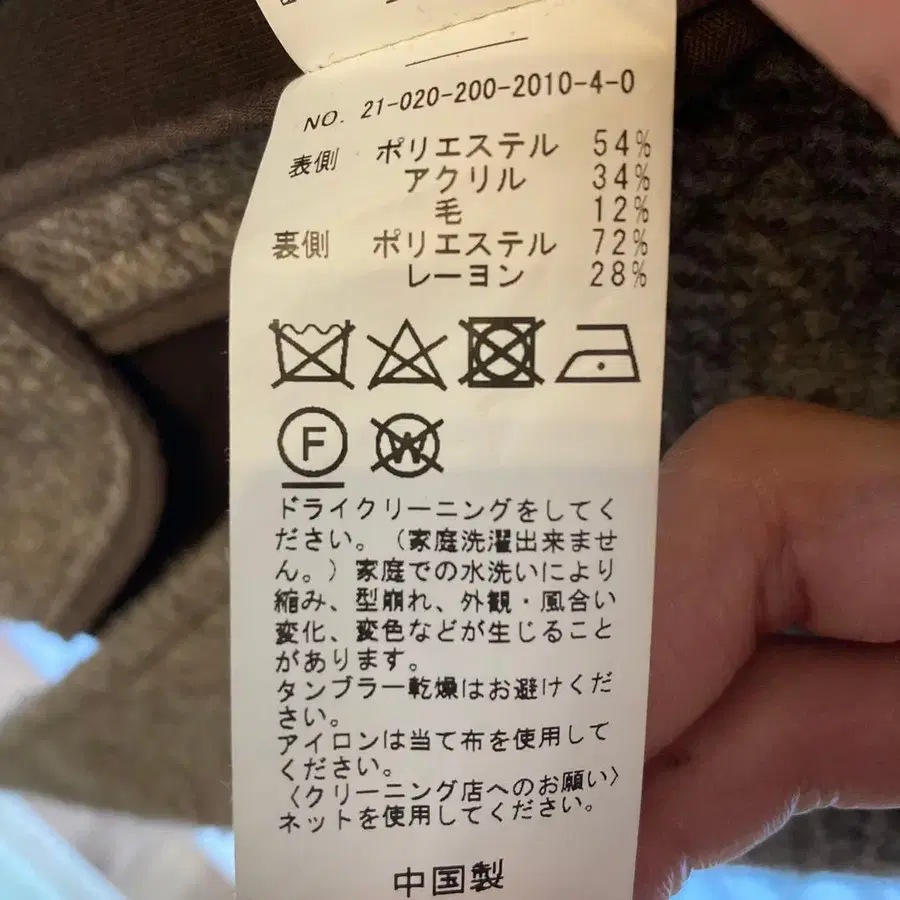 NO. 21-020-200-2010-4-0
表側 ポリエステル 54%
アクリル 34%
毛 12%
裏側 ポリエステル 72%
レーヨン 28%
F W
ドライクリーニングをしてく
ださい。（家庭洗濯出来ませ
ん。）家庭での水洗いにより
縮み、型崩れ、外観・風合い
変化、変色などが生じること
があります。
タンブラー乾燥はお避けくだ
さい。
アイロンは当て布を使用して
ください。
〈クリーニング店へのお願い〉
ネットを使用してください。
中国製